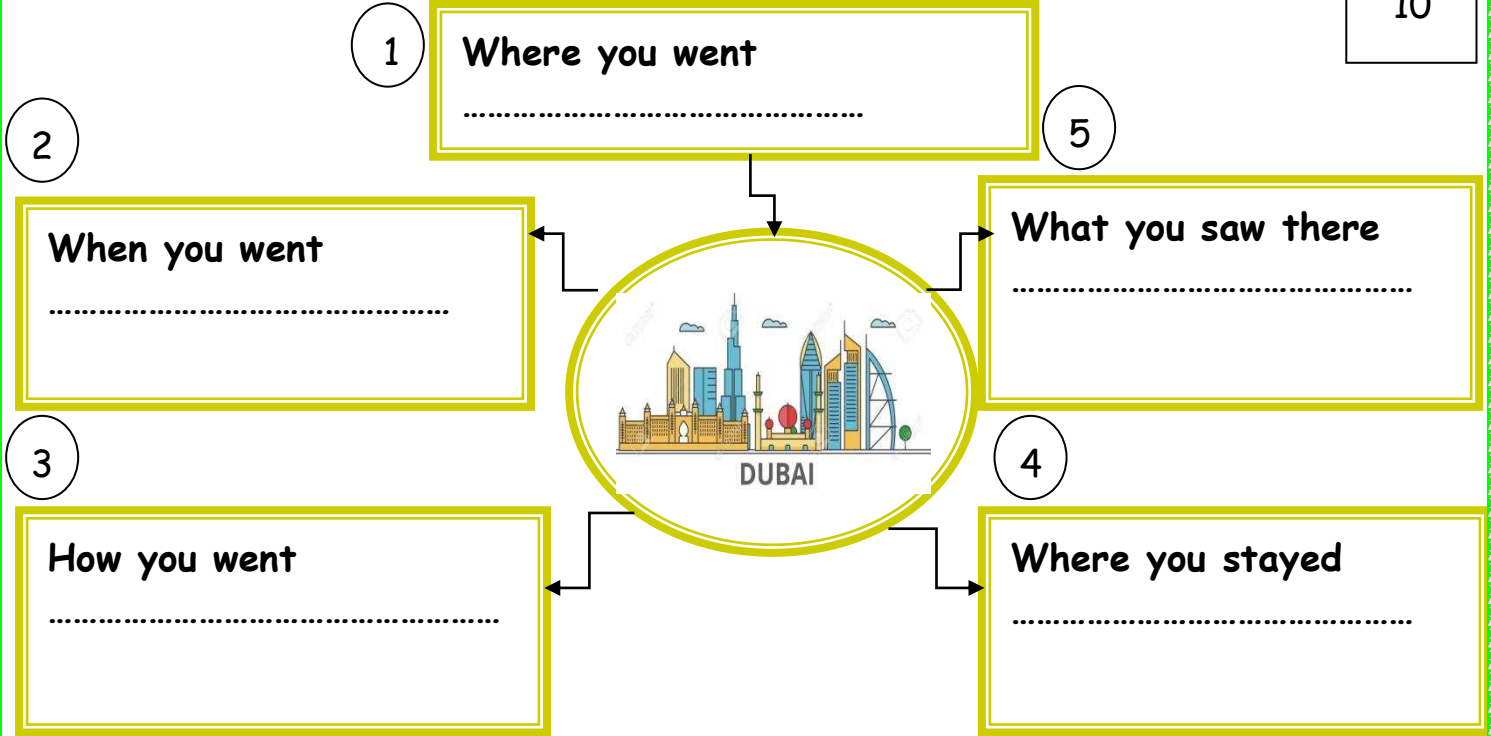 10
1
Where you went
………………………………………
2
When you went
………………………………………
5
What you saw there
………………………………………
DUBAI
3
How you went
……………………………………………
4
Where you stayed
………………………………………